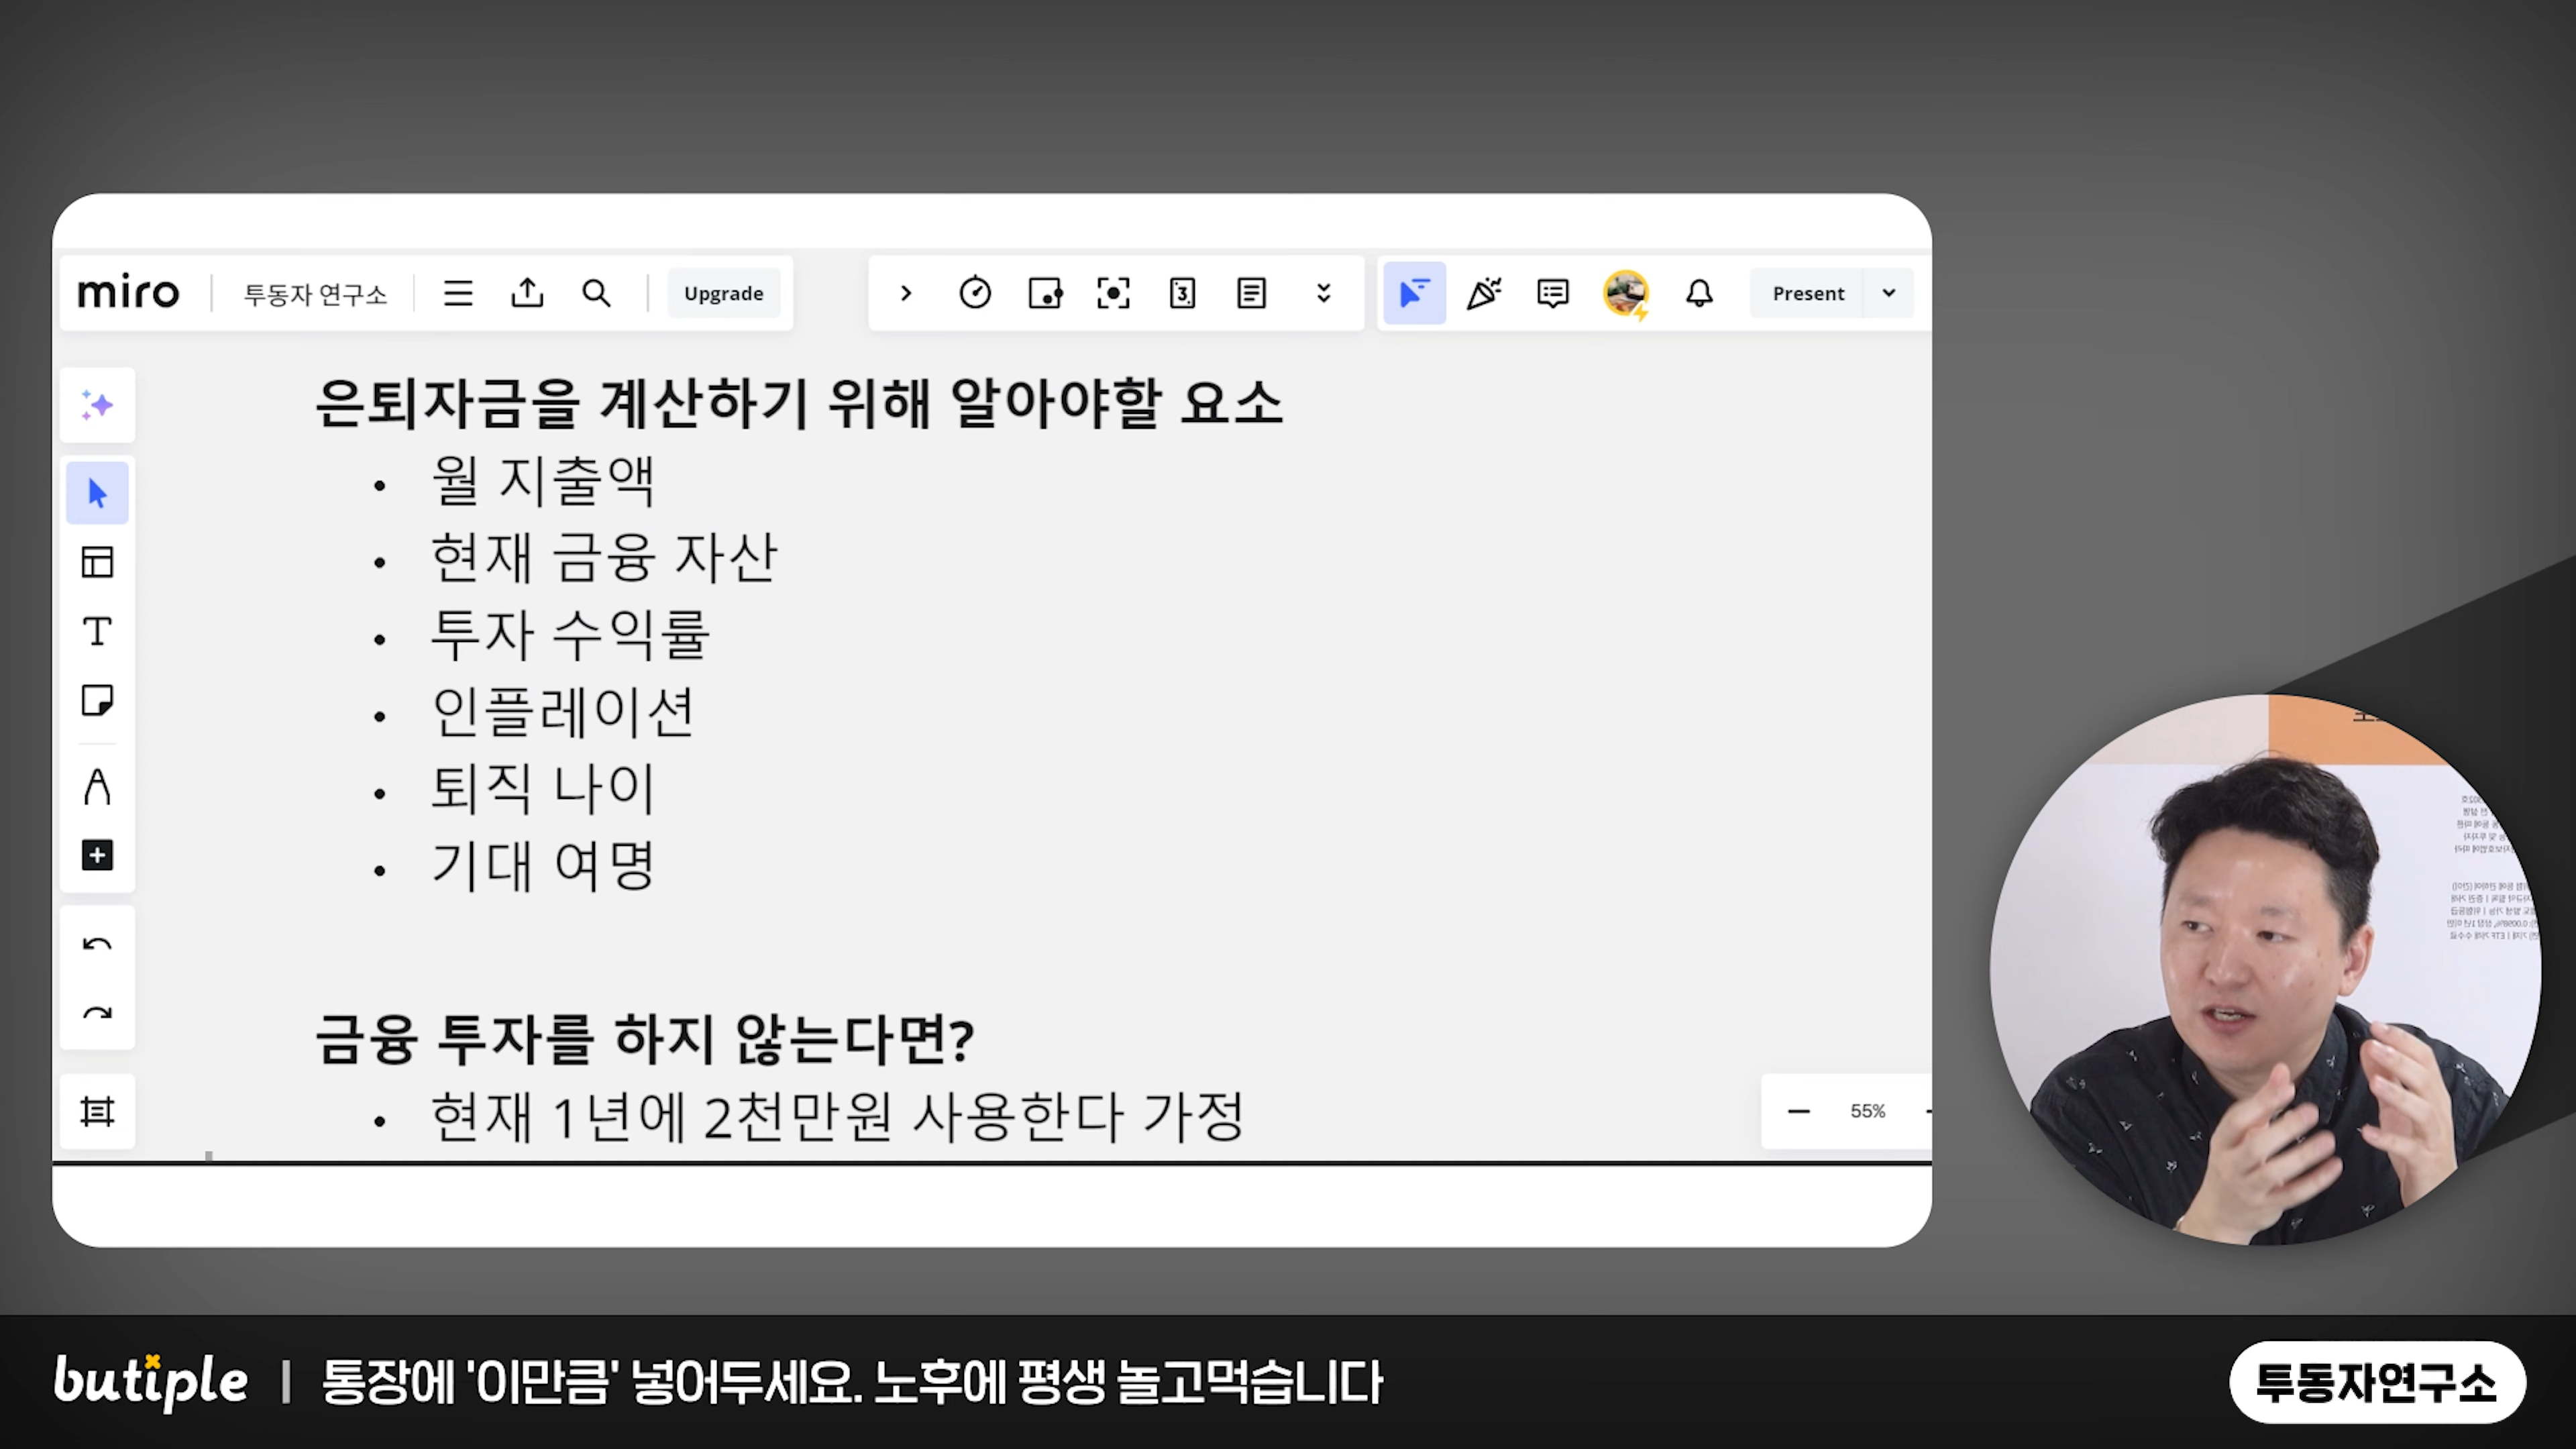 miro
투동자 연구소
Upgrade
3
Present
은퇴자금을 계산하기 위해 알아야할 요소
• 월 지출액
• 현재 금융 자산
• 투자 수익률
• 인플레이션
• 퇴직 나이
• 기대 여명
금융 투자를 하지 않는다면?
• 현재 1년에 2천만원 사용한다 가정
55%
butiple | 통장에 '이만큼' 넣어두세요. 노후에 평생 놀고먹습니다
투동자연구소